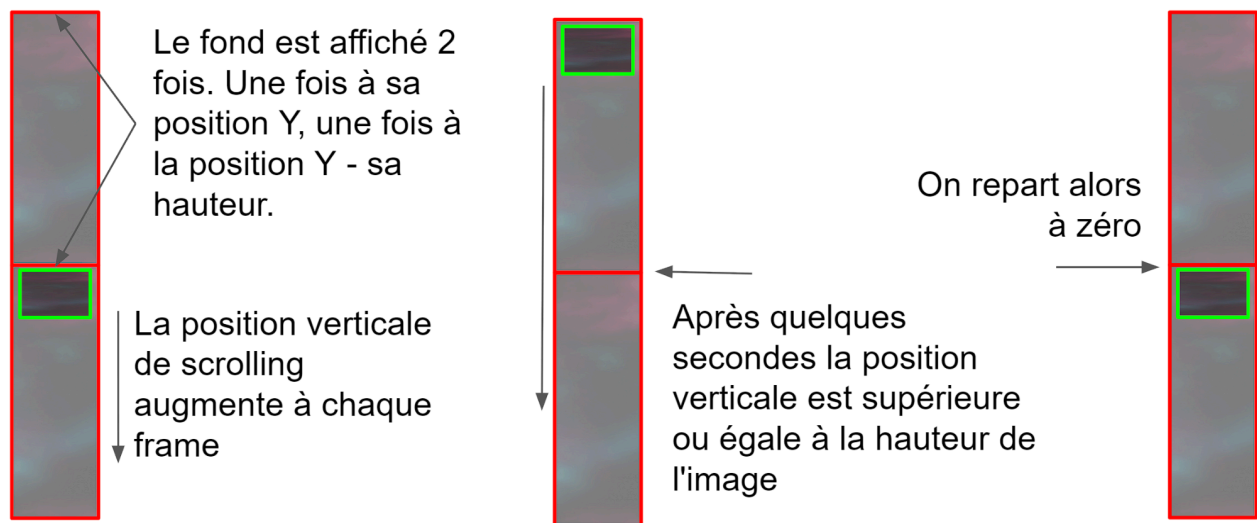 Le fond est affiché 2
fois. Une fois à sa
position Y, une fois à
la position Y - sa
hauteur.
La position verticale
de scrolling
augmente à chaque
frame
Après quelques
secondes la position
verticale est supérieure
ou égale à la hauteur de
l'image
On repart alors
à zéro